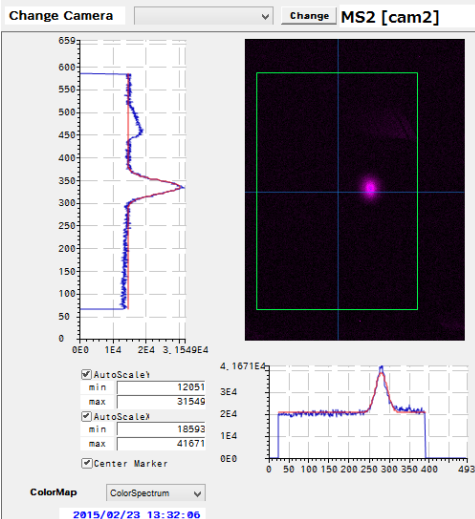 Change Camera Change MS2 [cam2]
659
600
550
500
450
400
350
300
250
200
150
100
50
0
0E0 1E4 2E4 3.1549E4
AutoScaleY
min 12051
max 31549
AutoScaleX
min 18593
max 41671
Center Marker
ColorMap ColorSpectrum
2015/02/23 13:32:06
4.1671E4
3E4
2E4
1E4
0E0
0 50 100 150 200 250 300 350 400 493